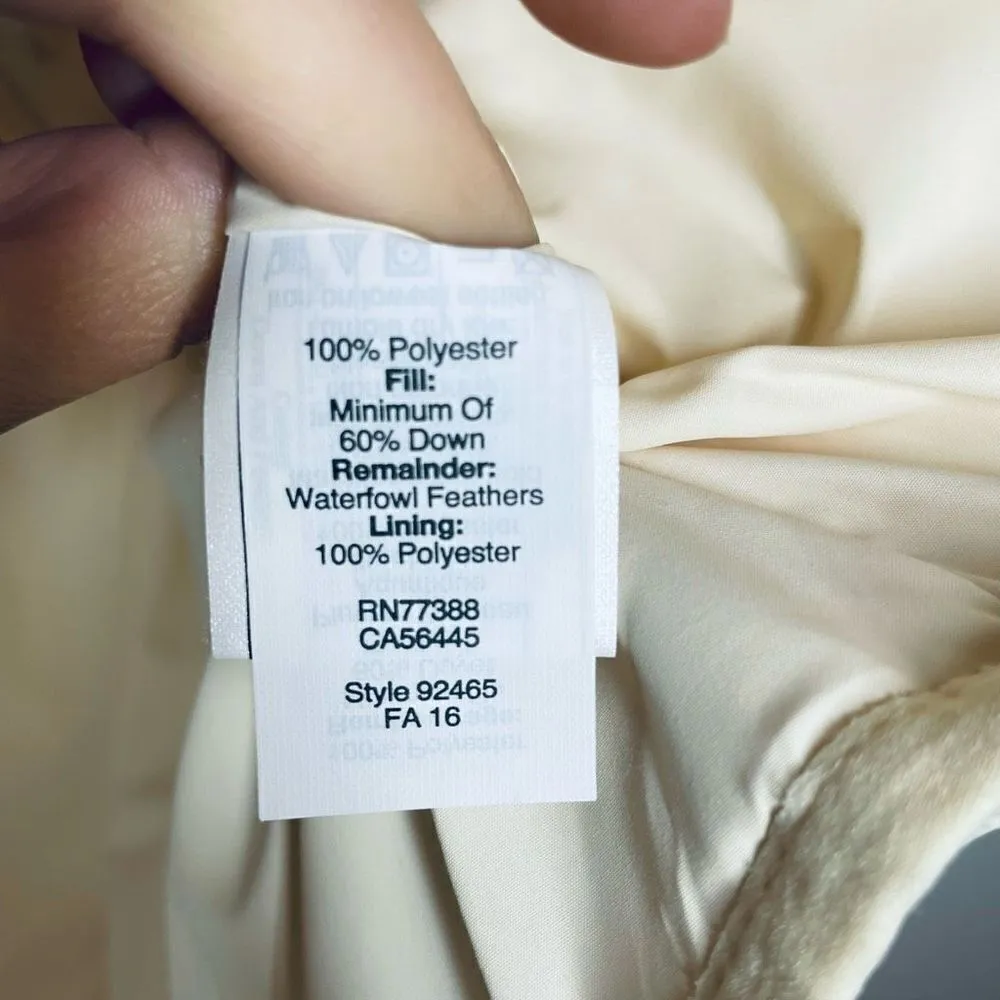 100% Polyester
Fill:
Minimum Of
60% Down
Remainder:
Waterfowl Feathers
Lining:
100% Polyester
RN77388
CA56445
Style 92465
FA 16